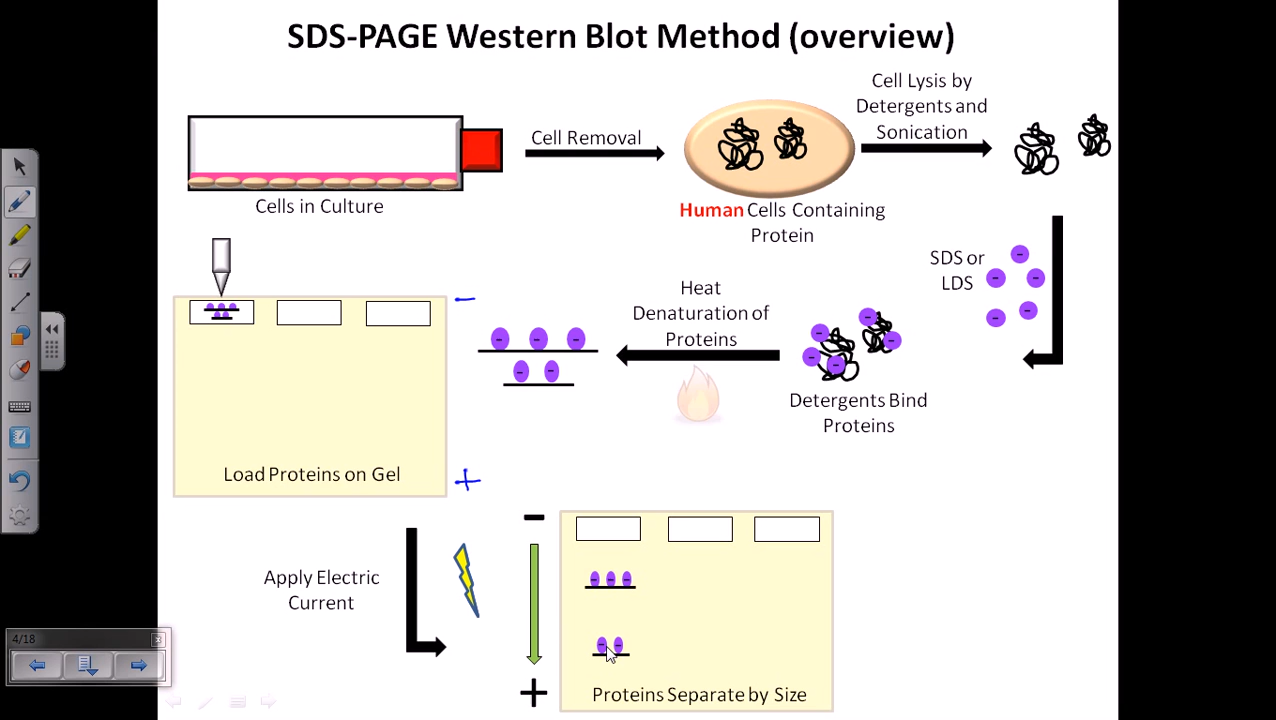 SDS-PAGE Western Blot Method (overview)
Cell Lysis by
Detergents and
Sonication
Cell Removal
Cells in Culture
Human Cells Containing
Protein
SDS or
LDS
- - - - -
Heat
Denaturation of
Proteins
-
- - -
- -
- - - - -
Detergents Bind
Proteins
Load Proteins on Gel
+
-
Apply Electric
Current
- - -
- -
+
Proteins Separate by Size
4/18